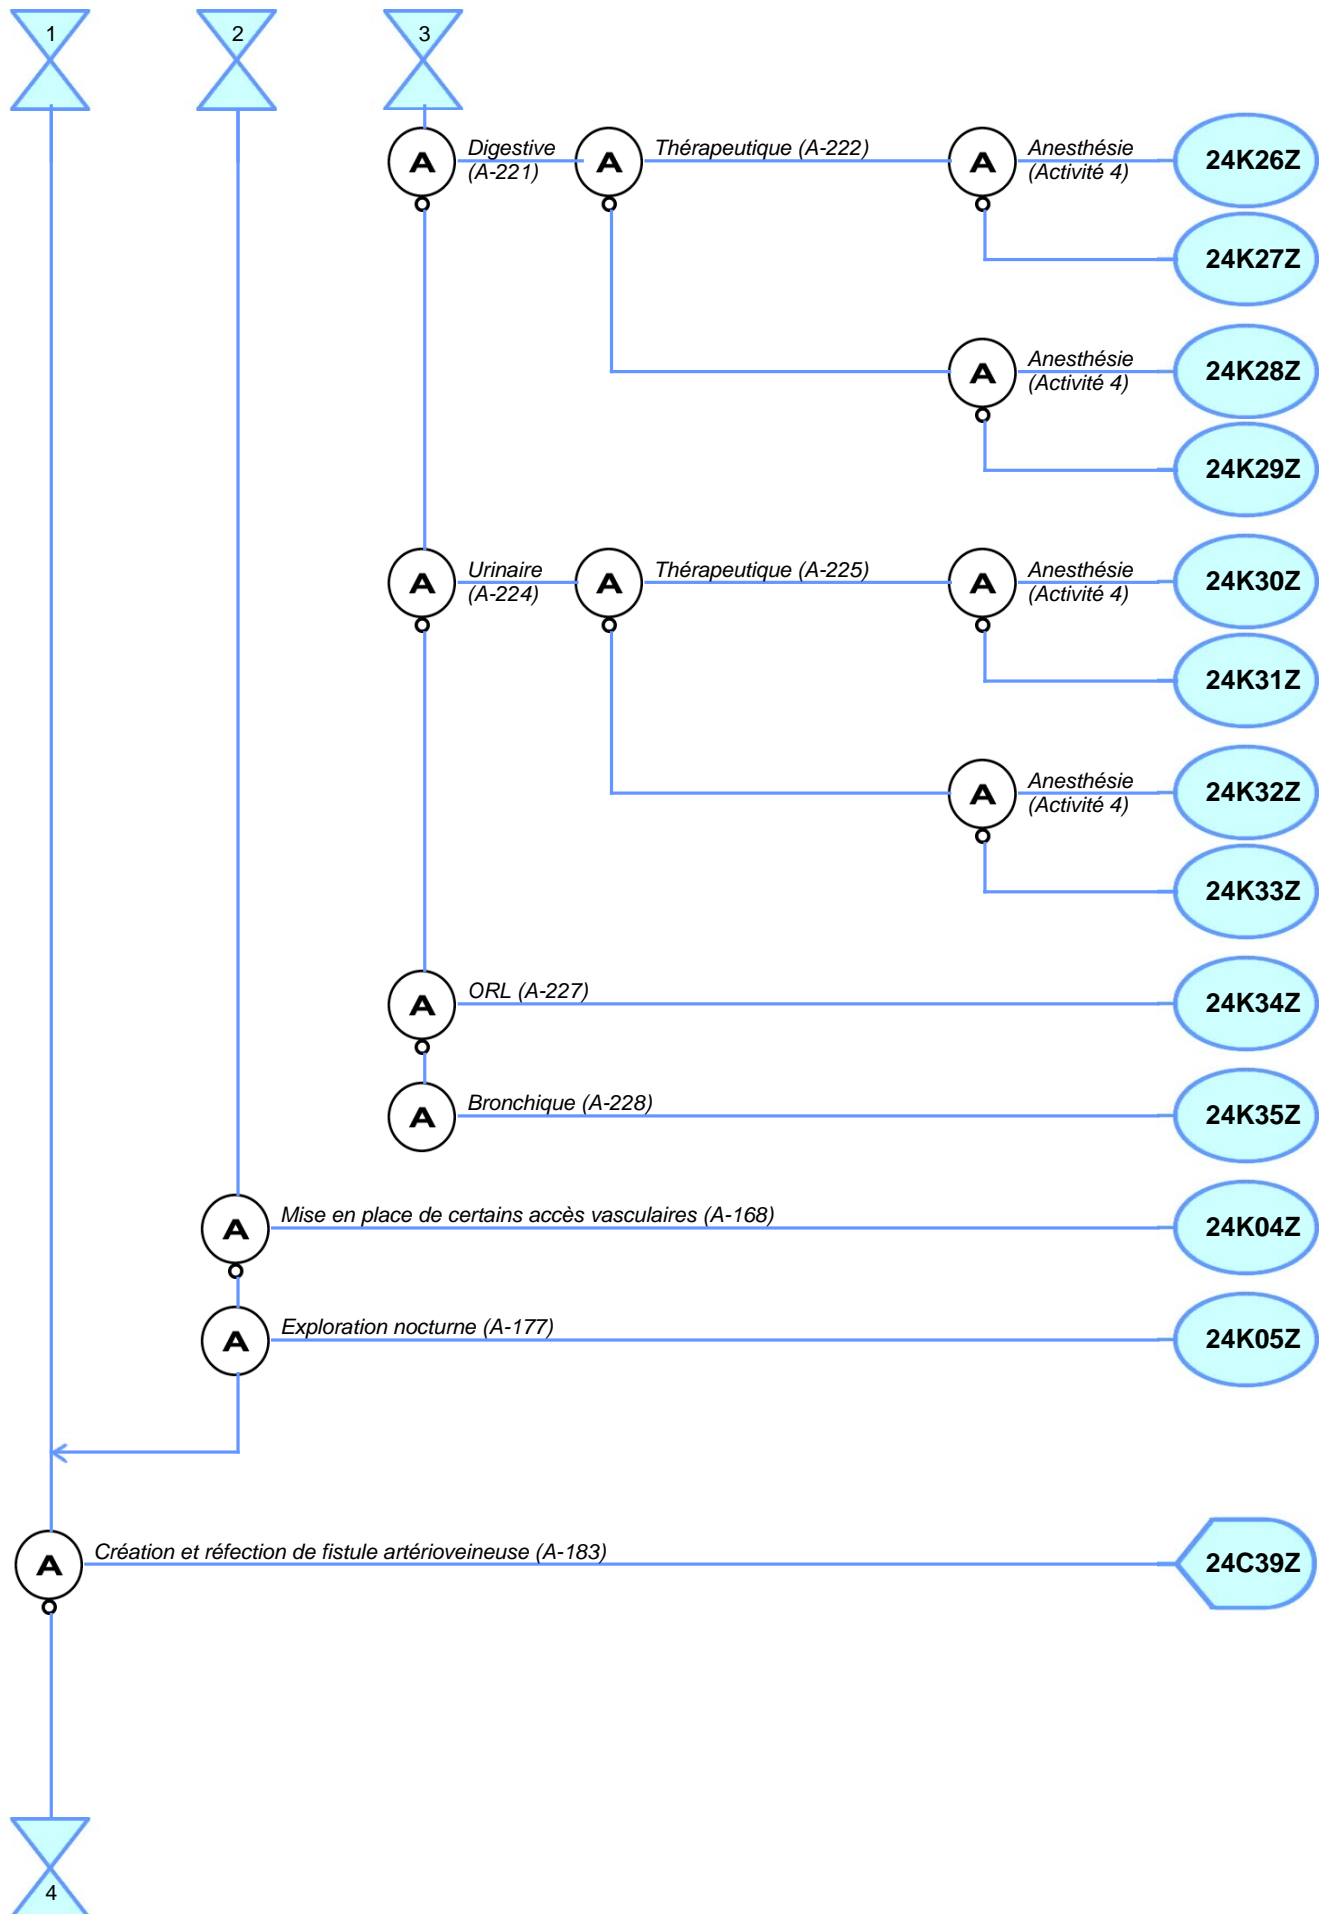 1
2
3
A
Digestive
(A-221)
A
Thérapeutique (A-222)
A
Anesthésie
(Activité 4)
24K26Z
24K27Z
A
Anesthésie
(Activité 4)
24K28Z
24K29Z
A
Urinaire
(A-224)
A
Thérapeutique (A-225)
A
Anesthésie
(Activité 4)
24K30Z
24K31Z
A
Anesthésie
(Activité 4)
24K32Z
24K33Z
A
ORL (A-227)
24K34Z
A
Bronchique (A-228)
24K35Z
A
Mise en place de certains accès vasculaires (A-168)
24K04Z
A
Exploration nocturne (A-177)
24K05Z
A
Création et réfection de fistule artérioveineuse (A-183)
24C39Z
4